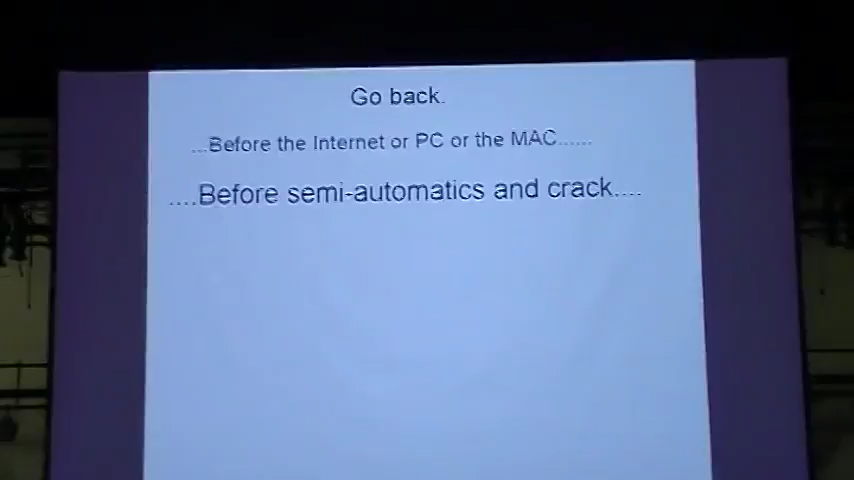 Go back.
...Before the Internet or PC or the MAC......
....Before semi-automatics and crack....